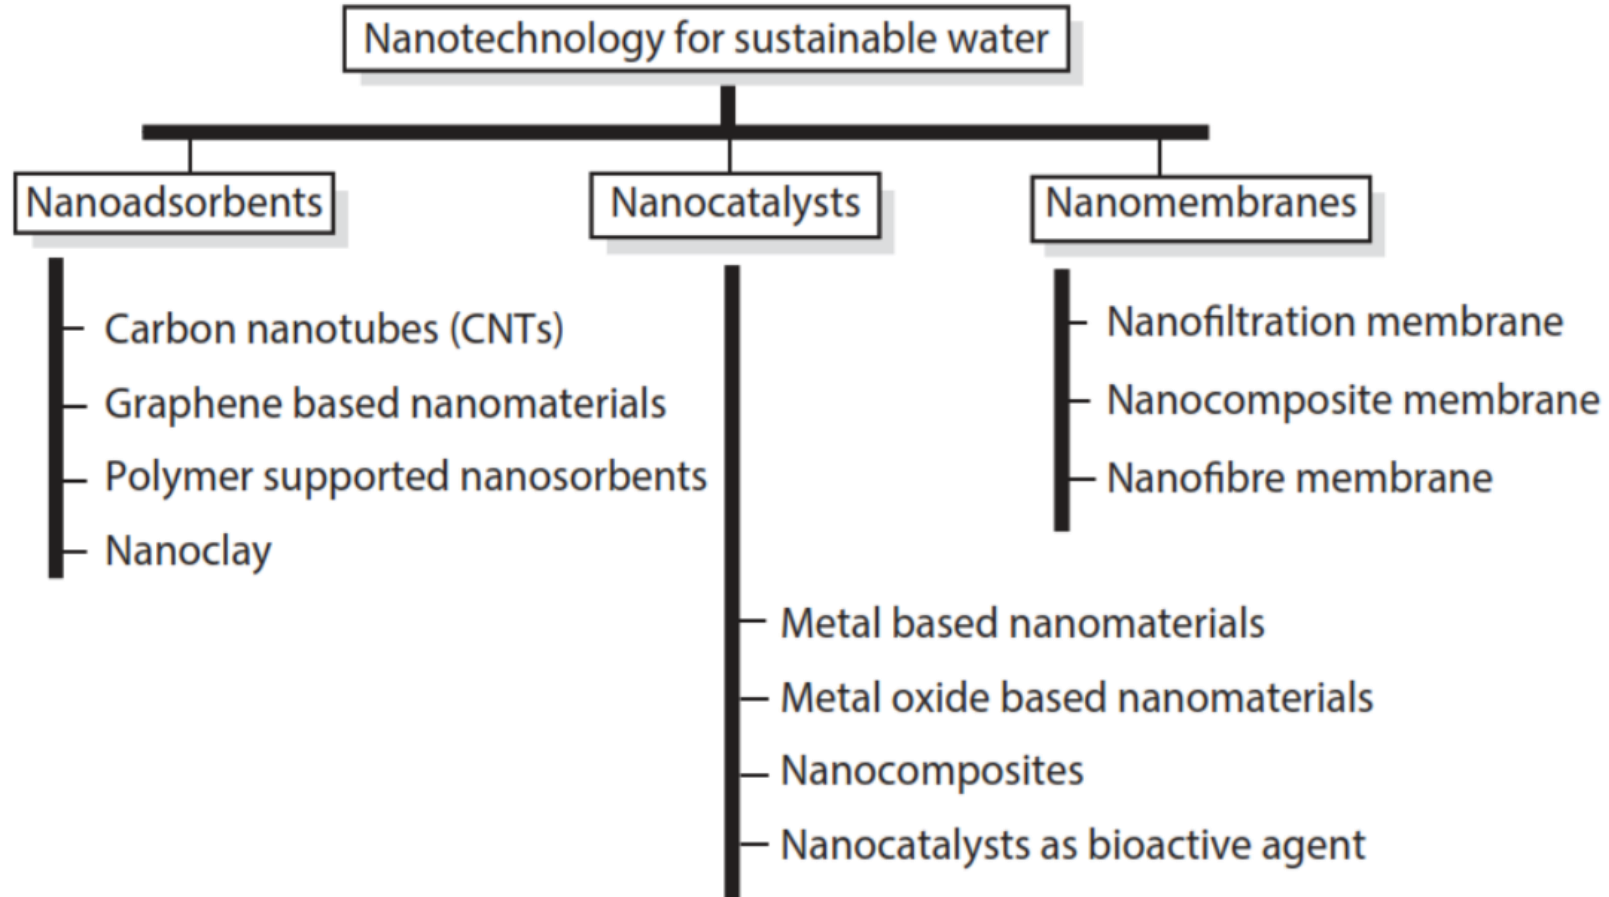 Nanotechnology for sustainable water
Nanoadsorbents
Carbon nanotubes (CNTs)
Graphene based nanomaterials
Polymer supported nanosorbents
Nanoclay
Nanocatalysts
Metal based nanomaterials
Metal oxide based nanomaterials
Nanocomposites
Nanocatalysts as bioactive agent
Nanomembranes
Nanofiltration membrane
Nanocomposite membrane
Nanofibre membrane